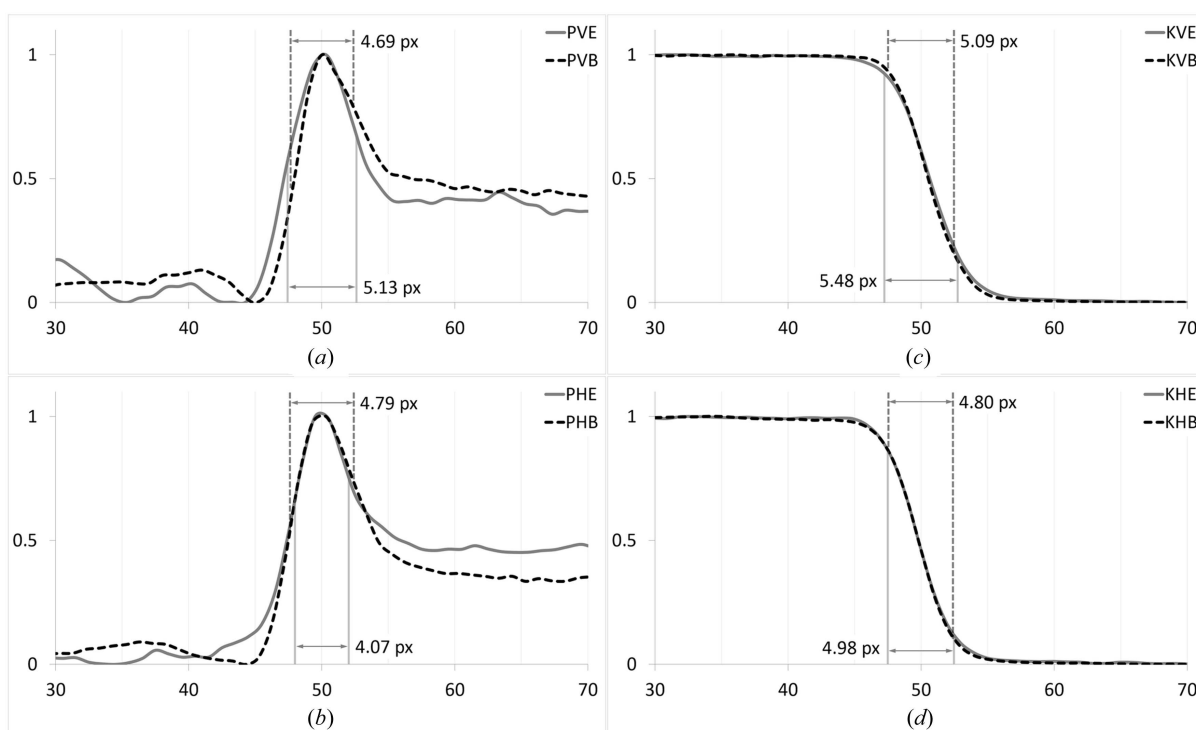 4.69 px
PVE
PVB
1
0.5
0
5.13 px
30 40 50 60 70
(a)
5.09 px
KVE
KVB
1
0.5
0
5.48 px
30 40 50 60 70
(c)
4.79 px
PHE
PHB
1
0.5
0
4.07 px
30 40 50 60 70
(b)
4.80 px
KHE
KHB
1
0.5
0
4.98 px
30 40 50 60 70
(d)